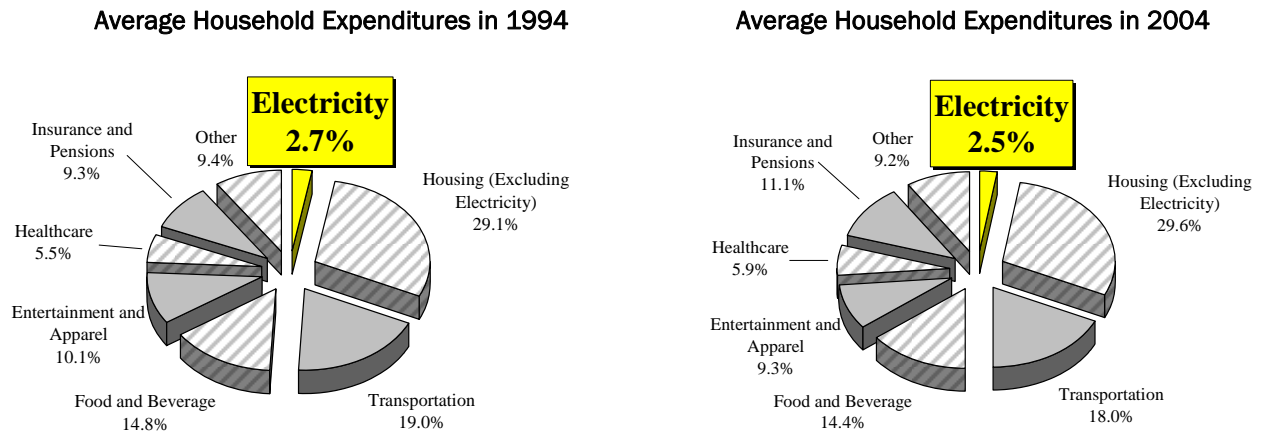 Average Household Expenditures in 1994
Electricity
2.7%
Other
9.4%
Insurance and
Pensions
9.3%
Healthcare
5.5%
Entertainment and
Apparel
10.1%
Food and Beverage
14.8%
Transportation
19.0%
Housing (Excluding
Electricity)
29.1%
Average Household Expenditures in 2004
Electricity
2.5%
Other
9.2%
Insurance and
Pensions
11.1%
Healthcare
5.9%
Entertainment and
Apparel
9.3%
Food and Beverage
14.4%
Transportation
18.0%
Housing (Excluding
Electricity)
29.6%